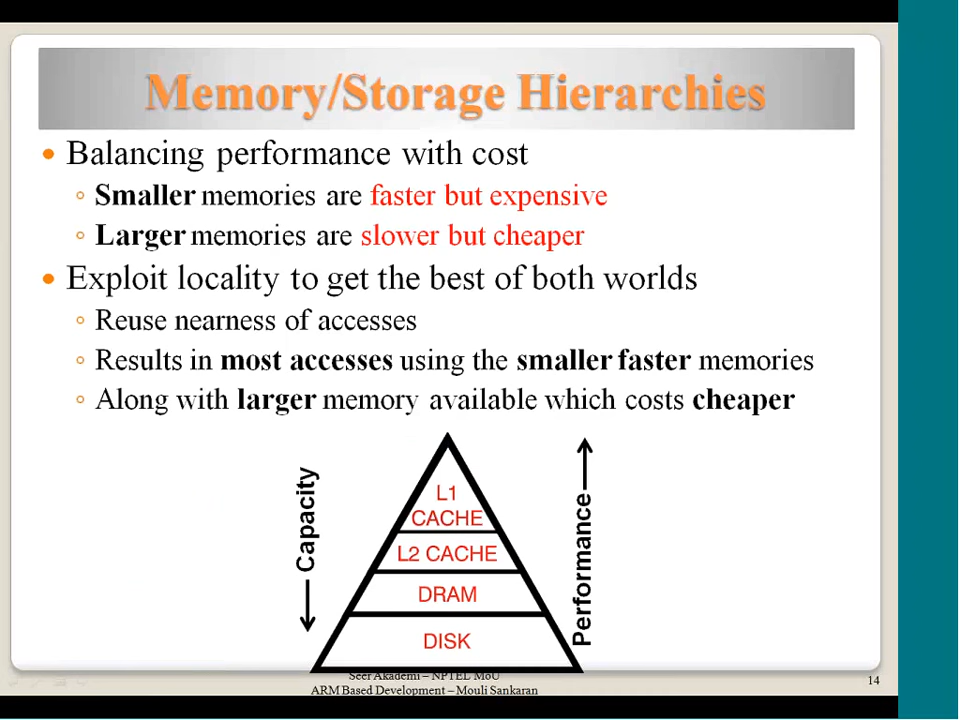 Memory/Storage Hierarchies
Balancing performance with cost
Smaller memories are faster but expensive
Larger memories are slower but cheaper
Exploit locality to get the best of both worlds
Reuse nearness of accesses
Results in most accesses using the smaller faster memories
Along with larger memory available which costs cheaper
Capacity
L1
CACHE
L2 CACHE
DRAM
DISK
Performance
Seer Akademi – NPTEL MoU
ARM Based Development – Mouli Sankaran
14